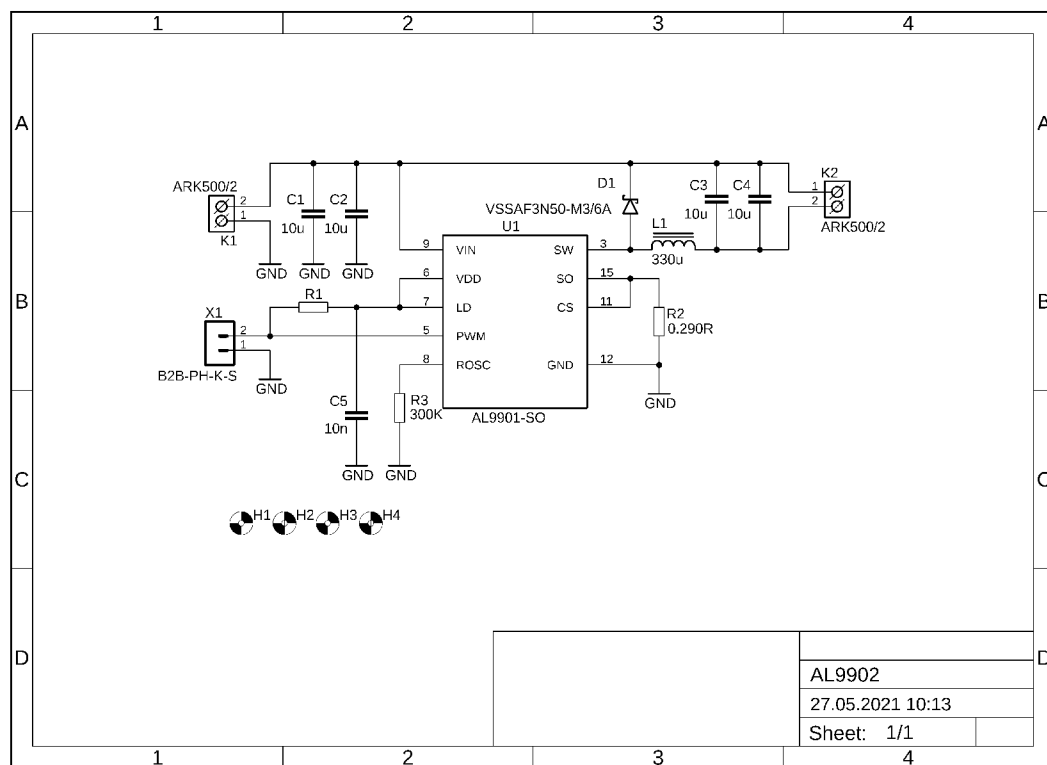 1 2 3 4
A A
ARK500/2
2
1
K1
GND
C1
10u
GND
C2
10u
GND
D1
VSSAF3N50-M3/6A
C3
10u
C4
10u
K2
1
2
ARK500/2
U1
L1
330u
9 VIN SW 3
6 VDD SO 15
7 LD CS 11
5 PWM
8 ROSC GND 12
AL9901-SO
B B
R1
X1
2
1
B2B-PH-K-S
GND
R2
0.290R
GND
C5
10n
GND
R3
300K
GND
C C
H1 H2 H3 H4
D D
AL9902
27.05.2021 10:13
Sheet: 1/1
1 2 3 4